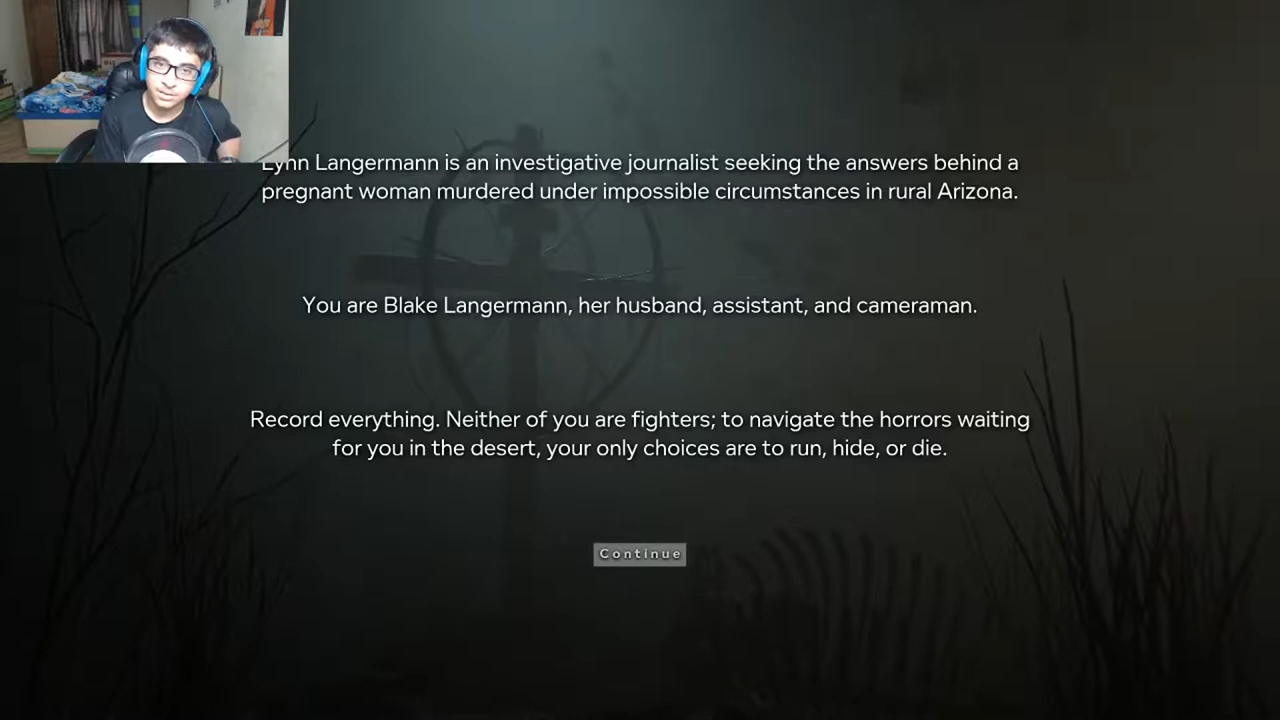 Lynn Langermann is an investigative journalist seeking the answers behind a
pregnant woman murdered under impossible circumstances in rural Arizona.
You are Blake Langermann, her husband, assistant, and cameraman.
Record everything. Neither of you are fighters; to navigate the horrors waiting
for you in the desert, your only choices are to run, hide, or die.
Continue